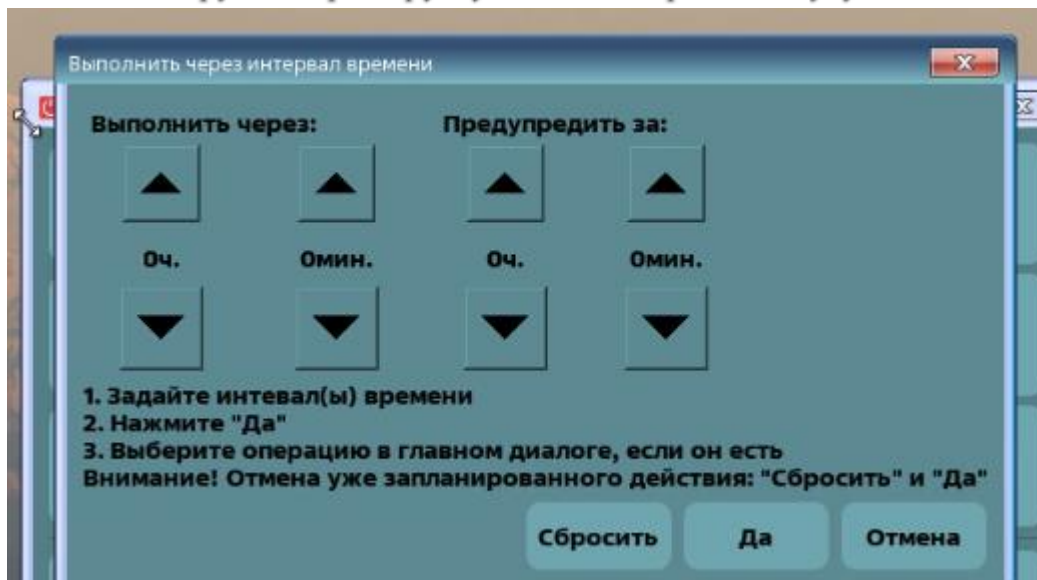 Выполнить через интервал времени
Выполнить через: Предупредить за:
0ч. 0мин. 0ч. 0мин.
1. Задайте интевал(ы) времени
2. Нажмите "Да"
3. Выберите операцию в главном диалоге, если он есть
Внимание! Отмена уже запланированного действия: "Сбросить" и "Да"
Сбросить Да Отмена